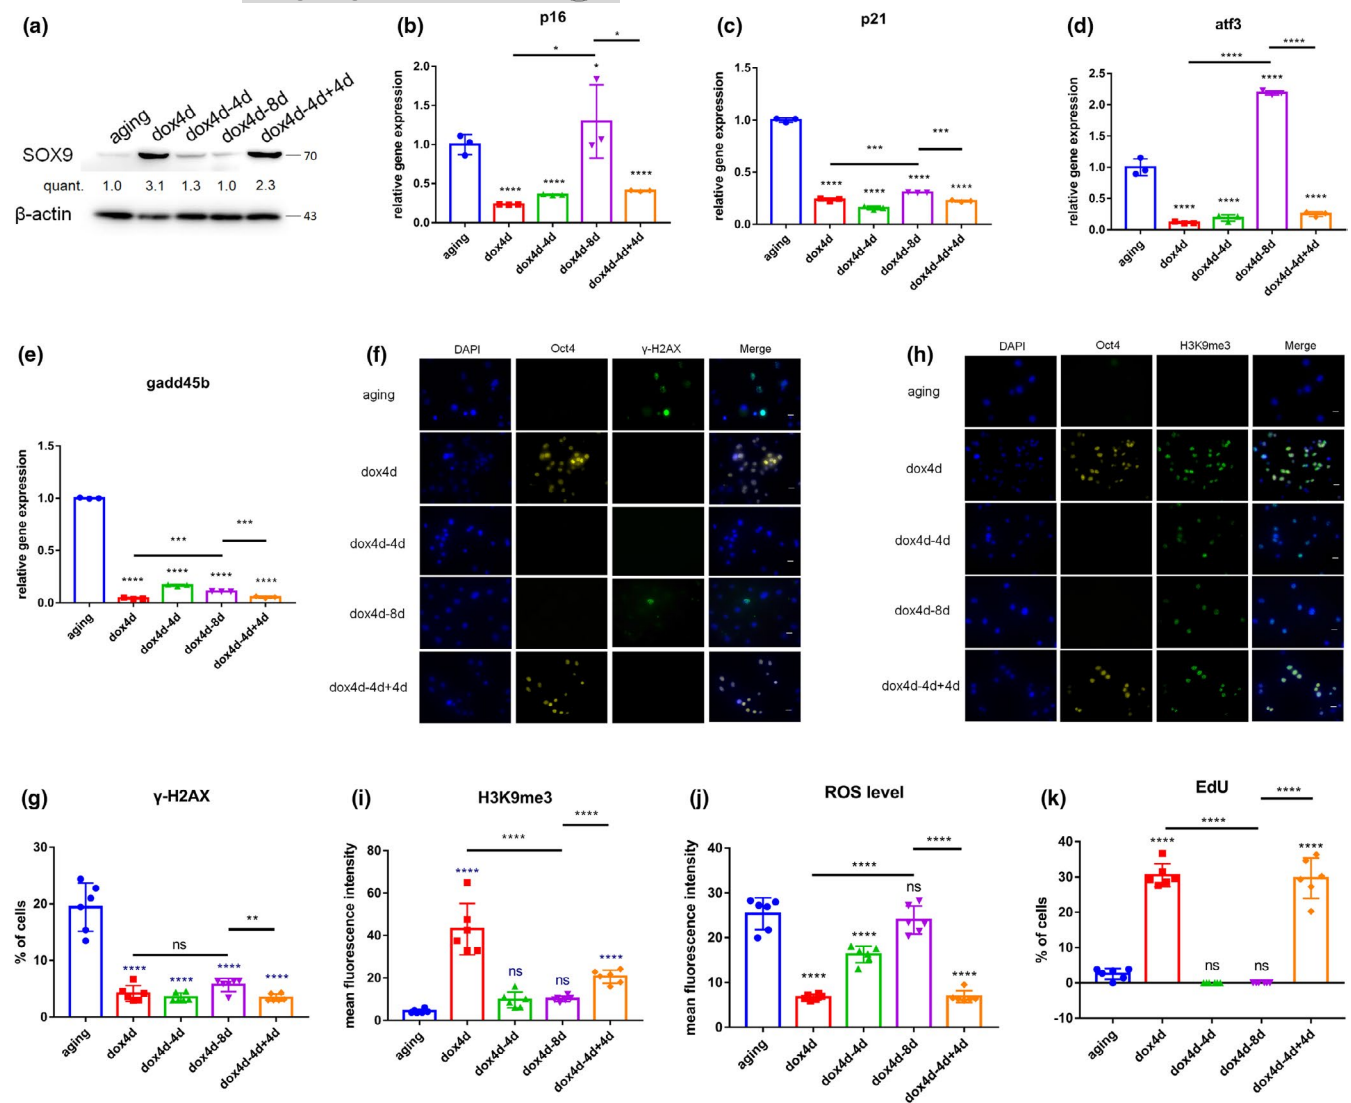 (a)
aging
dox4d
dox4d-4d
dox4d-8d
dox4d-4d+4d
SOX9
70
quant. 1.0 3.1 1.3 1.0 2.3
β-actin
43
(b)
p16
*
*
*
relative gene expression
2.0
1.5
1.0
0.5
0.0
**** **** ****
aging dox4d dox4d-4d dox4d-8d dox4d-4d+4d
(c)
p21
relative gene expression
1.5
1.0
0.5
0.0
***
***
**** **** **** ****
aging dox4d dox4d-4d dox4d-8d dox4d-4d+4d
(d)
atf3
****
****
****
relative gene expression
2.5
2.0
1.5
1.0
0.5
0.0
**** **** ****
aging dox4d dox4d-4d dox4d-8d dox4d-4d+4d
(e)
gadd45b
relative gene expression
1.5
1.0
0.5
0.0
***
***
**** **** **** ****
aging dox4d dox4d-4d dox4d-8d dox4d-4d+4d
(f)
DAPI Oct4 γ-H2AX Merge
aging
dox4d
dox4d-4d
dox4d-8d
dox4d-4d+4d
(h)
DAPI Oct4 H3K9me3 Merge
aging
dox4d
dox4d-4d
dox4d-8d
dox4d-4d+4d
(g)
γ-H2AX
% of cells
30
20
10
0
**
ns
**** **** **** ****
aging dox4d dox4d-4d dox4d-8d dox4d-4d+4d
(i)
H3K9me3
mean fluorescence intensity
80
60
40
20
0
****
****
**** ns ns ****
aging dox4d dox4d-4d dox4d-8d dox4d-4d+4d
(j)
ROS level
mean fluorescence intensity
40
30
20
10
0
****
****
**** **** ns ****
aging dox4d dox4d-4d dox4d-8d dox4d-4d+4d
(k)
EdU
% of cells
40
30
20
10
0
-10
****
****
**** ns ns ****
aging dox4d dox4d-4d dox4d-8d dox4d-4d+4d